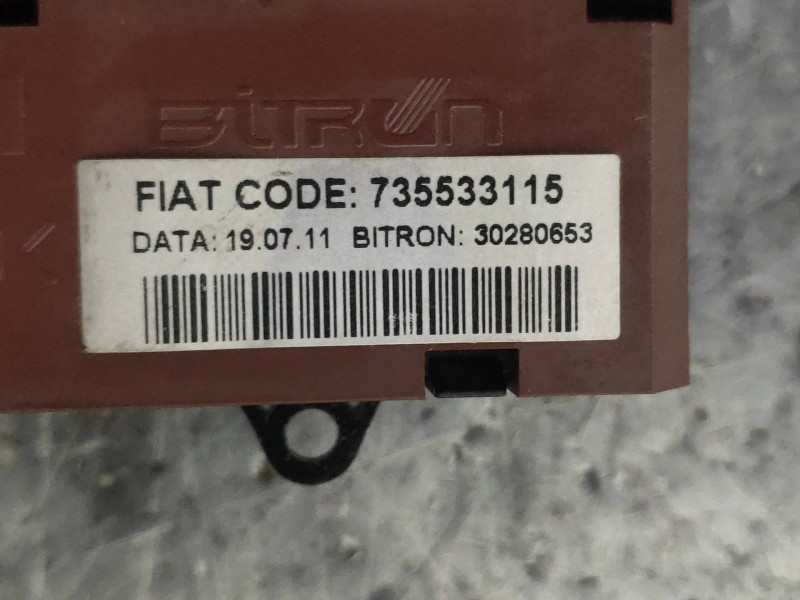 BITRON
FIAT CODE: 735533115
DATA: 19.07.11 BITRON: 30280653